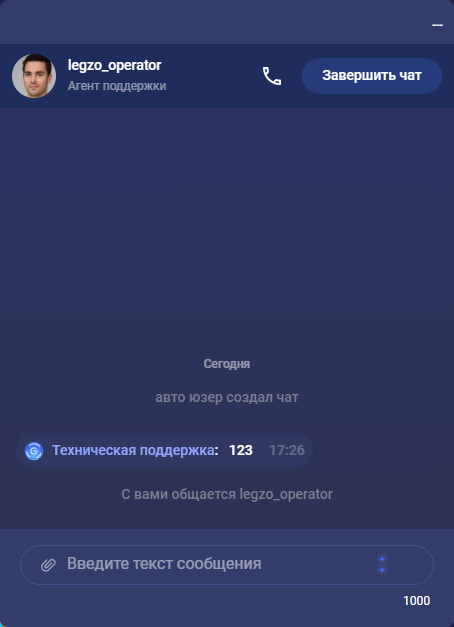 legzo_operator
Агент поддержки
Завершить чат
Сегодня
авто юзер создал чат
Техническая поддержка: 123 17:26
С вами общается legzo_operator
Введите текст сообщения
1000